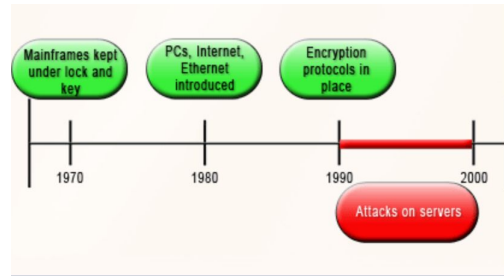 Mainframes kept
under lock and
key
PCs, Internet,
Ethernet
introduced
Encryption
protocols in
place
1970
1980
1990
2000
Attacks on servers